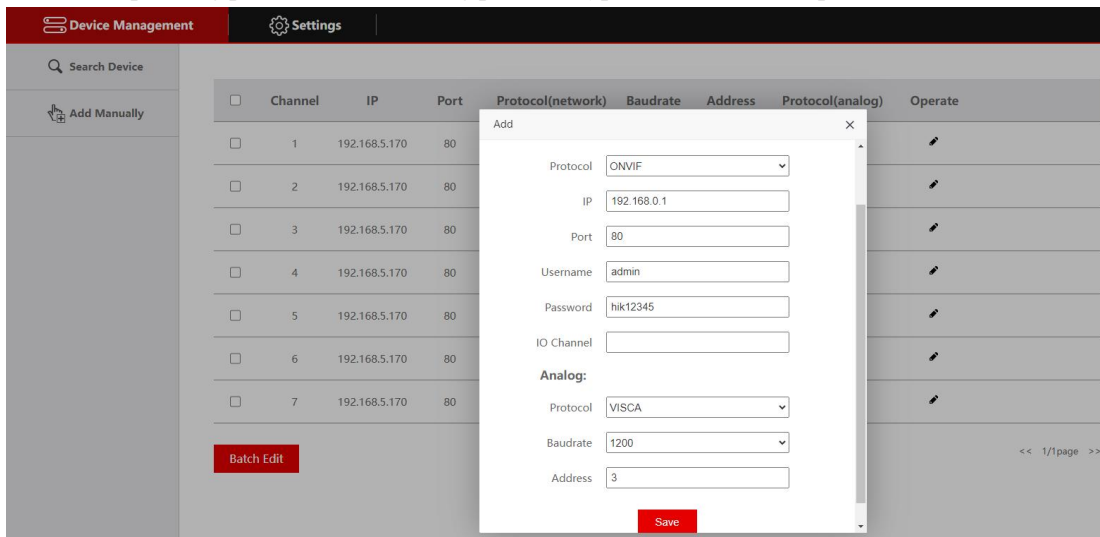 Device Management
Settings
Search Device
Add Manually
Channel IP Port Protocol(network) Baudrate Address Protocol(analog) Operate
1 192.168.5.170 80
2 192.168.5.170 80
3 192.168.5.170 80
4 192.168.5.170 80
5 192.168.5.170 80
6 192.168.5.170 80
7 192.168.5.170 80
Batch Edit
<< 1/1page >>
Add
Protocol ONVIF
IP 192.168.0.1
Port 80
Username admin
Password hik12345
IO Channel
Analog:
Protocol VISCA
Baudrate 1200
Address 3
Save